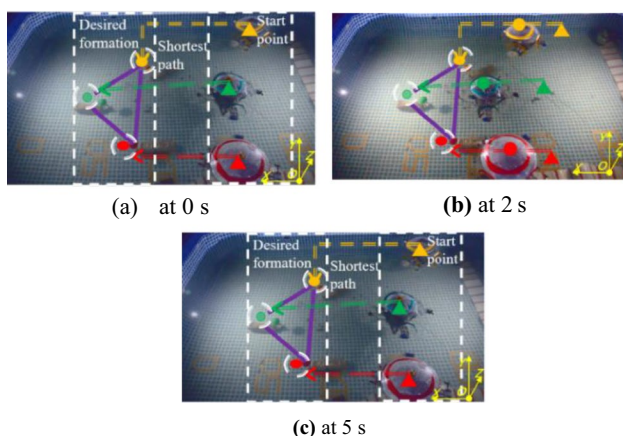 Desired formation
Shortest path
Start point
X O Y Z
(a) at 0 s
X O Y Z
(b) at 2 s
Desired formation
Shortest path
Start point
X O Y Z
(c) at 5 s